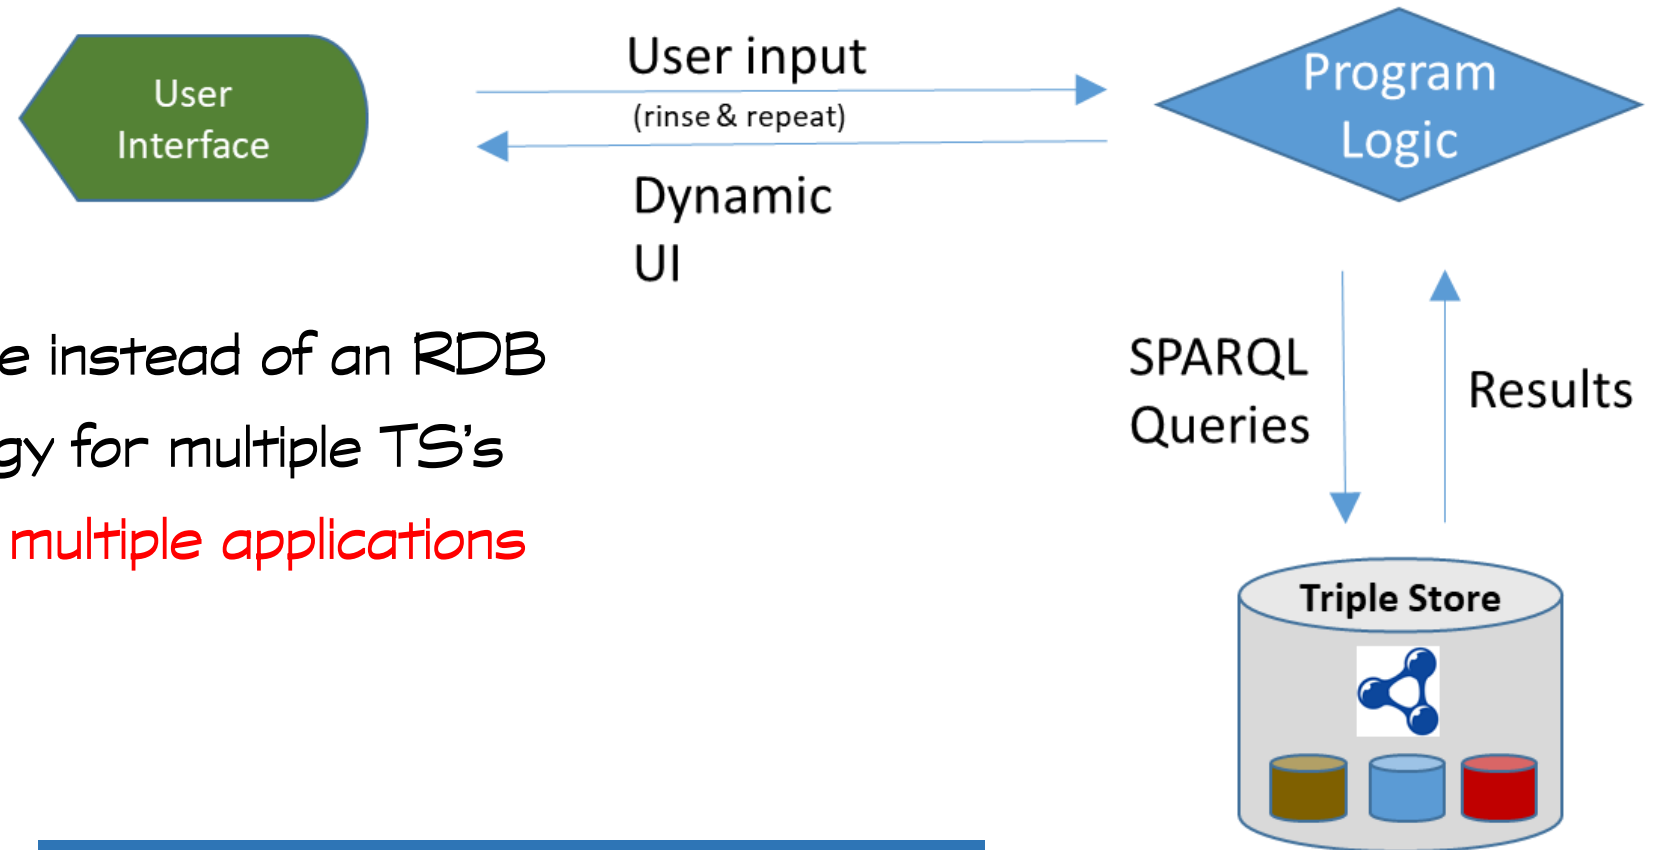 User
Interface
User input
(rinse & repeat)
Dynamic
UI
Program
Logic
instead of an RDB
for multiple TS's
multiple applications
SPARQL
Queries
Results
Triple Store